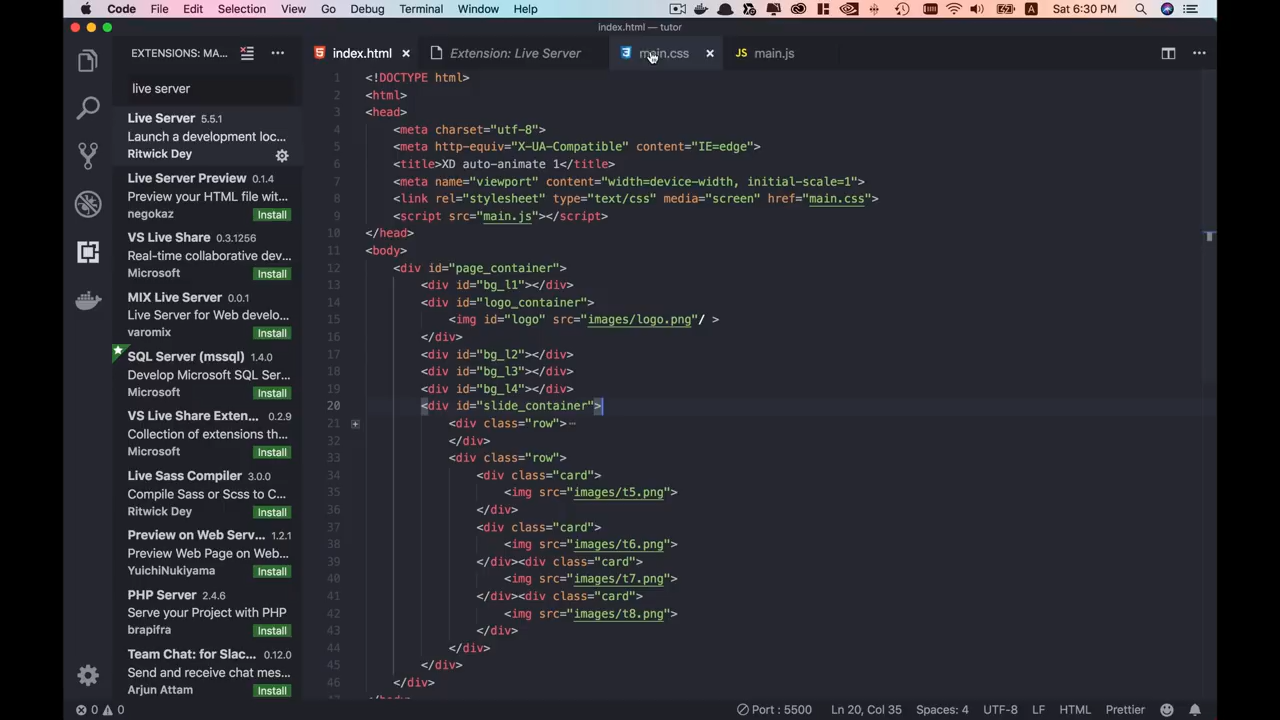 Code File Edit Selection View Go Debug Terminal Window Help Sat 6:30 PM
index.html — tutor
EXTENSIONS: MA...
index.html
Extension: Live Server
main.css
JS main.js
live server
Live Server 5.5.1
Launch a development loc...
Ritwick Dey
Live Server Preview 0.1.4
Preview your HTML file wit...
negokaz Install
VS Live Share 0.3.1256
Real-time collaborative dev...
Microsoft Install
MIX Live Server 0.0.1
Live Server for Web develo...
varomix Install
SQL Server (mssql) 1.4.0
Develop Microsoft SQL Ser...
Microsoft Install
VS Live Share Exten... 0.2.9
Collection of extensions th...
Microsoft Install
Live Sass Compiler 3.0.0
Compile Sass or Scss to C...
Ritwick Dey Install
Preview on Web Serv... 1.2.1
Preview Web Page on Web...
YuichiNukiyama Install
PHP Server 2.4.6
Serve your Project with PHP
brapifra Install
Team Chat: for Slac... 0.12.0
Send and receive chat mes...
Arjun Attam Install
1 <!DOCTYPE html>
2 <html>
3 <head>
4 <meta charset="utf-8">
5 <meta http-equiv="X-UA-Compatible" content="IE=edge">
6 <title>XD auto-animate 1</title>
7 <meta name="viewport" content="width=device-width, initial-scale=1">
8 <link rel="stylesheet" type="text/css" media="screen" href="main.css">
9 <script src="main.js"></script>
10 </head>
11 <body>
12 <div id="page_container">
13 <div id="bg_l1"></div>
14 <div id="logo_container">
15 <img id="logo" src="images/logo.png"/ >
16 </div>
17 <div id="bg_l2"></div>
18 <div id="bg_l3"></div>
19 <div id="bg_l4"></div>
20 <div id="slide_container">
21 <div class="row">
32 </div>
33 <div class="row">
34 <div class="card">
35 <img src="images/t5.png">
36 </div>
37 <div class="card">
38 <img src="images/t6.png">
39 </div><div class="card">
40 <img src="images/t7.png">
41 </div><div class="card">
42 <img src="images/t8.png">
43 </div>
44 </div>
45 </div>
46 </div>
0 0 Port : 5500 Ln 20, Col 35 Spaces: 4 UTF-8 LF HTML Prettier